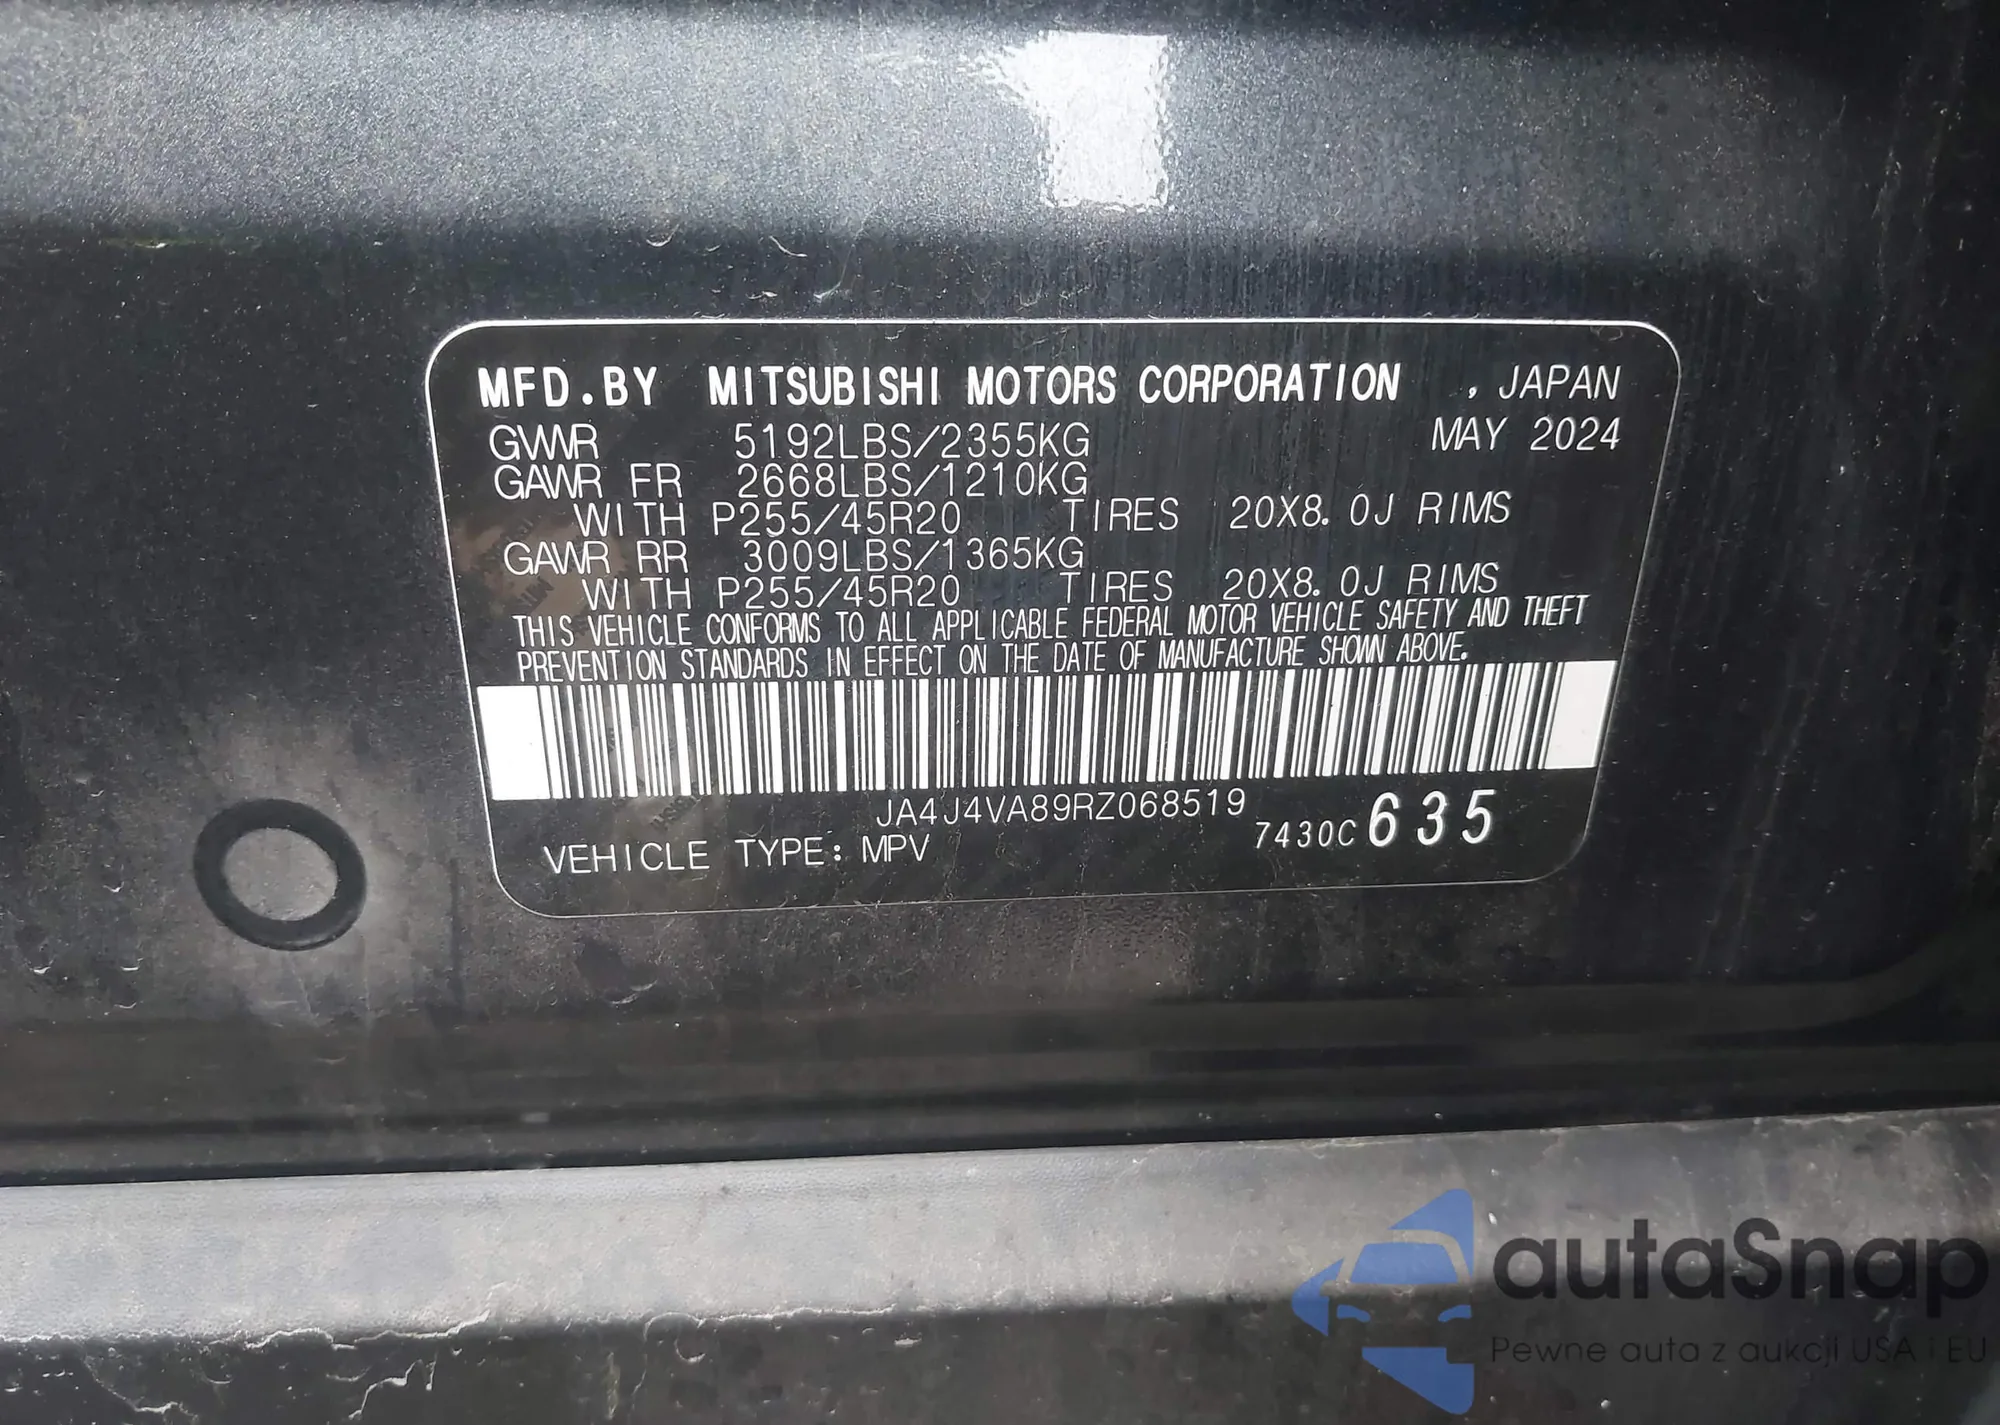 MFD.BY MITSUBISHI MOTORS CORPORATION , JAPAN
MAY 2024
GVWR 5192LBS/2355KG
GAWR FR 2668LBS/1210KG
WITH P255/45R20 TIRES 20X8.0J RIMS
GAWR RR 3009LBS/1365KG
WITH P255/45R20 TIRES 20X8.0J RIMS
THIS VEHICLE CONFORMS TO ALL APPLICABLE FEDERAL MOTOR VEHICLE SAFETY AND THEFT
PREVENTION STANDARDS IN EFFECT ON THE DATE OF MANUFACTURE SHOWN ABOVE.
JA4J4VA89RZ068519
VEHICLE TYPE: MPV 7430C 635
autoSnap
Pewne auta z aukcji USA i EU